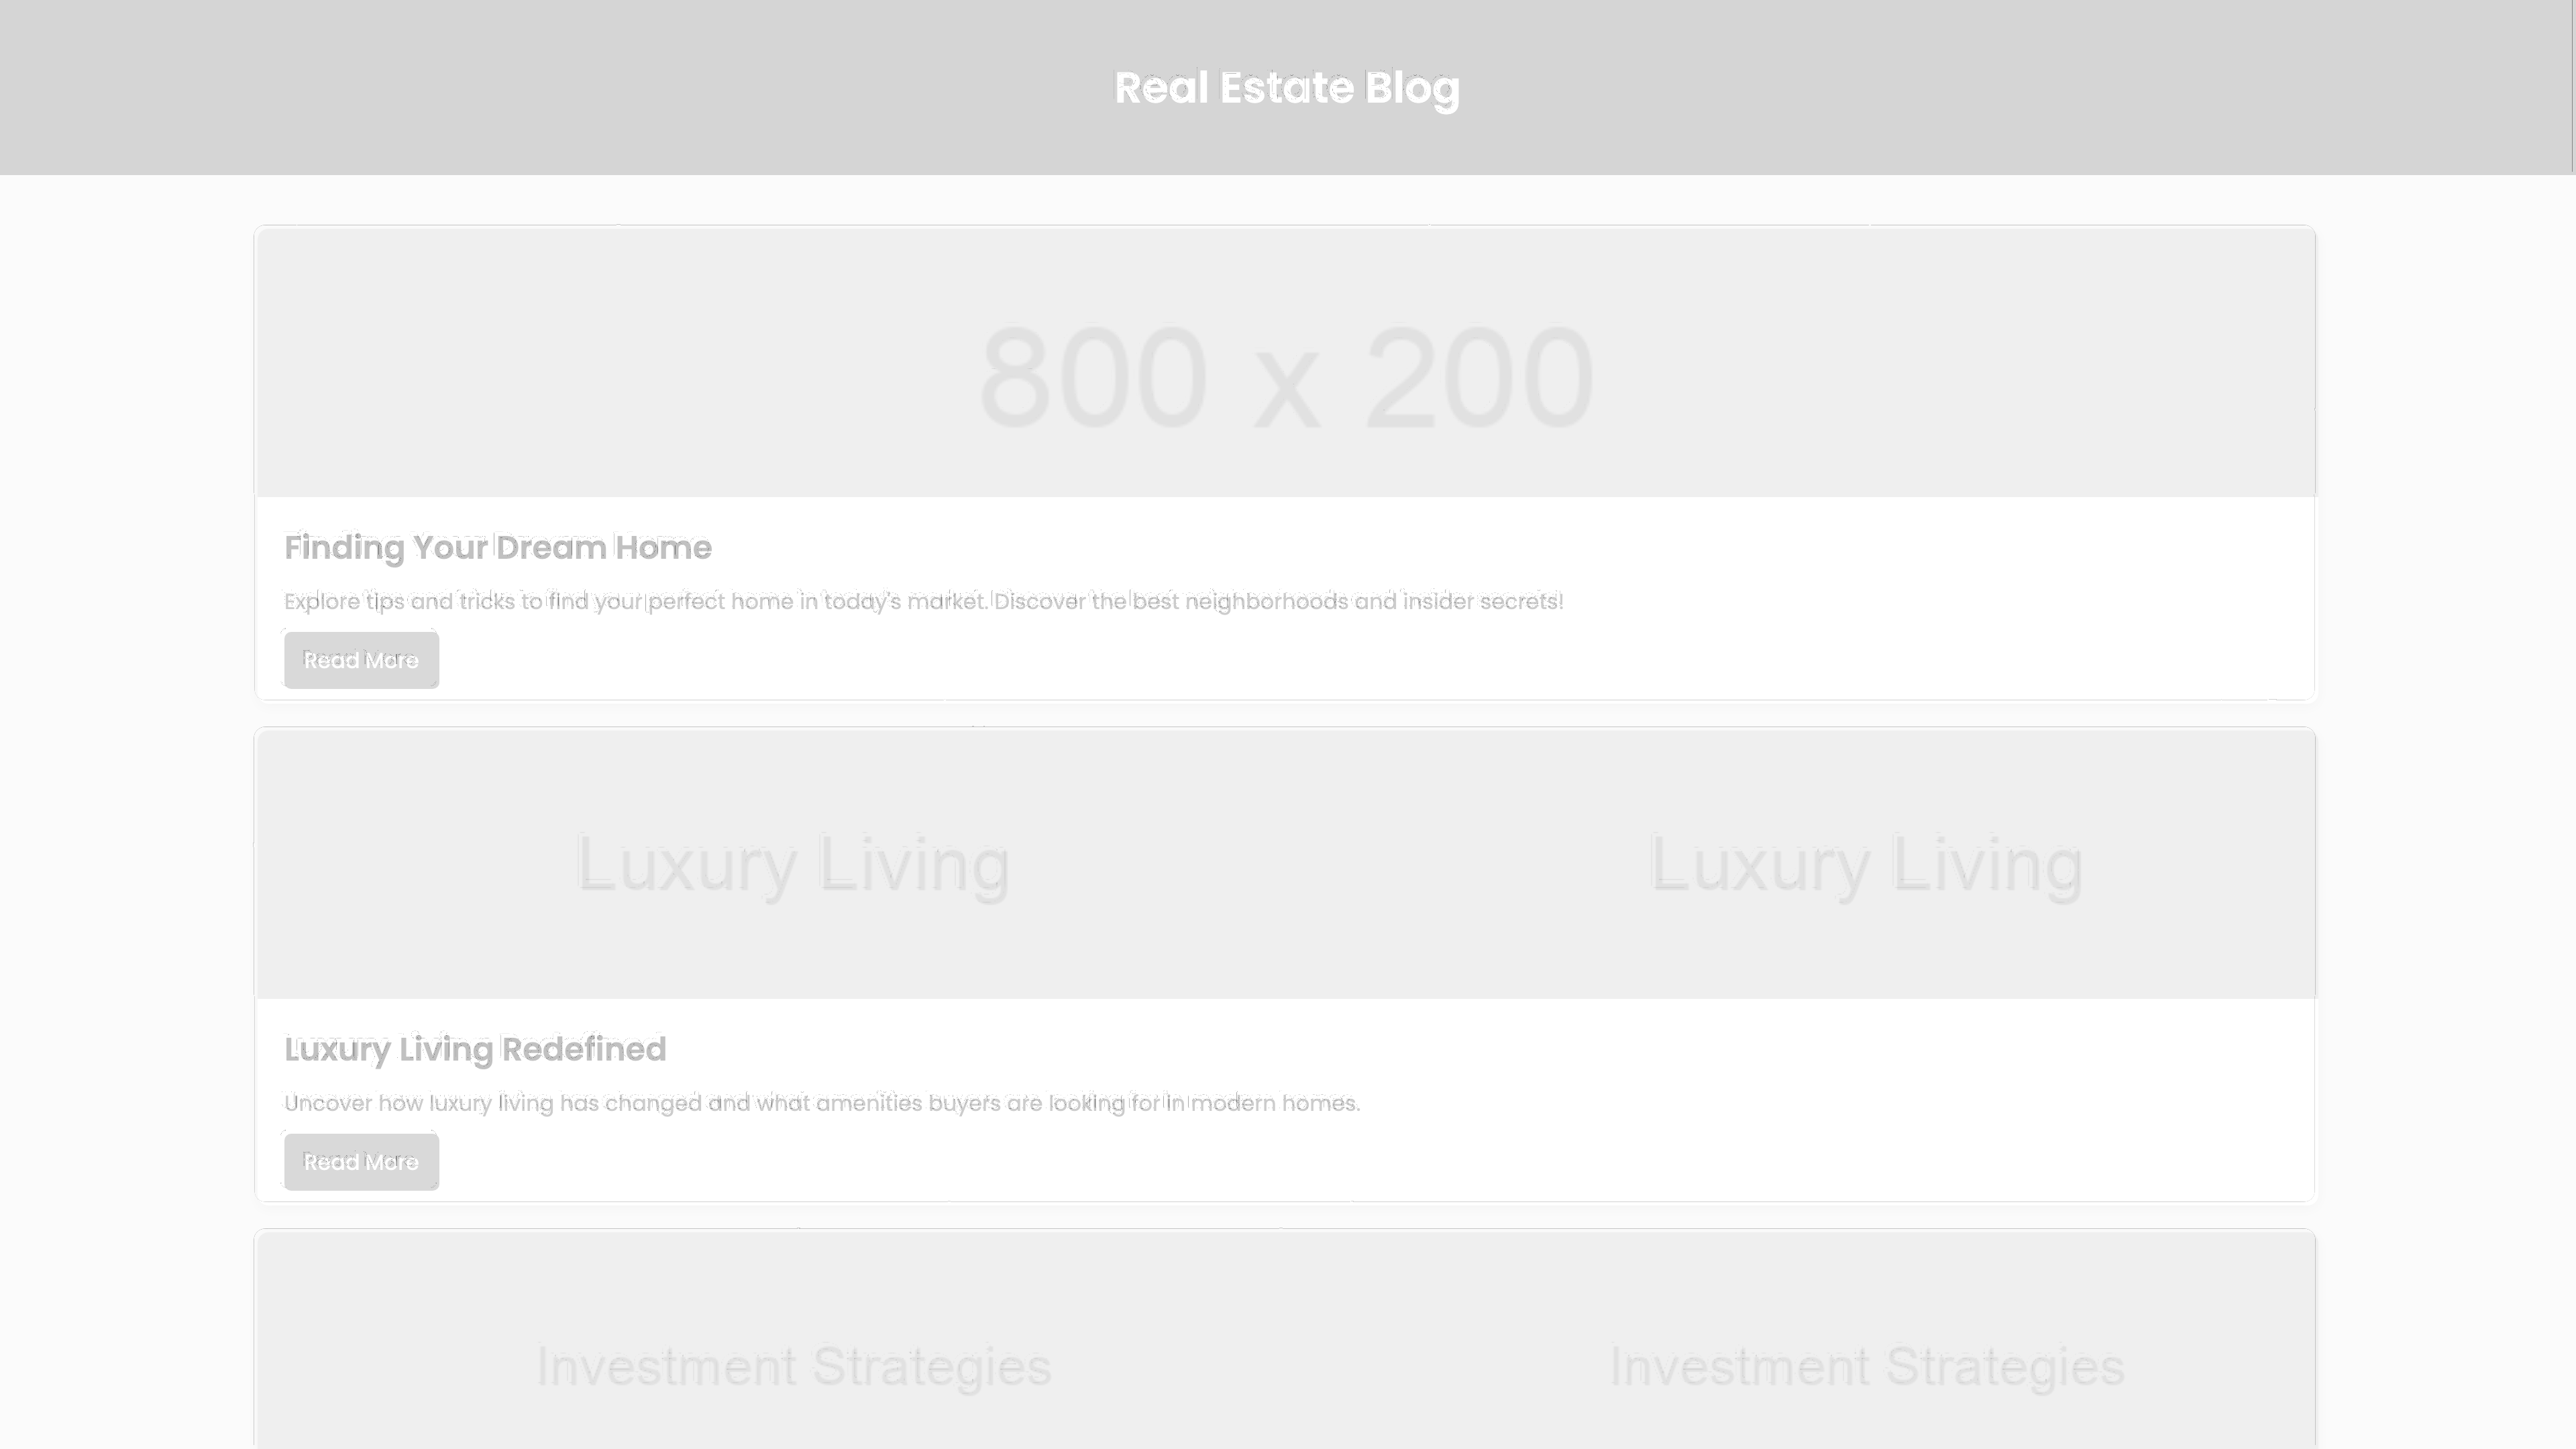 Real Estate Blog
800 x 200
Finding Your Dream Home
Explore tips and tricks to find your perfect home in today's market. Discover the best neighborhoods and insider secrets!
Read More
Luxury Living Luxury Living
Luxury Living Redefined
Uncover how luxury living has changed and what amenities buyers are looking for in modern homes.
Read More
Investment Strategies Investment Strategies